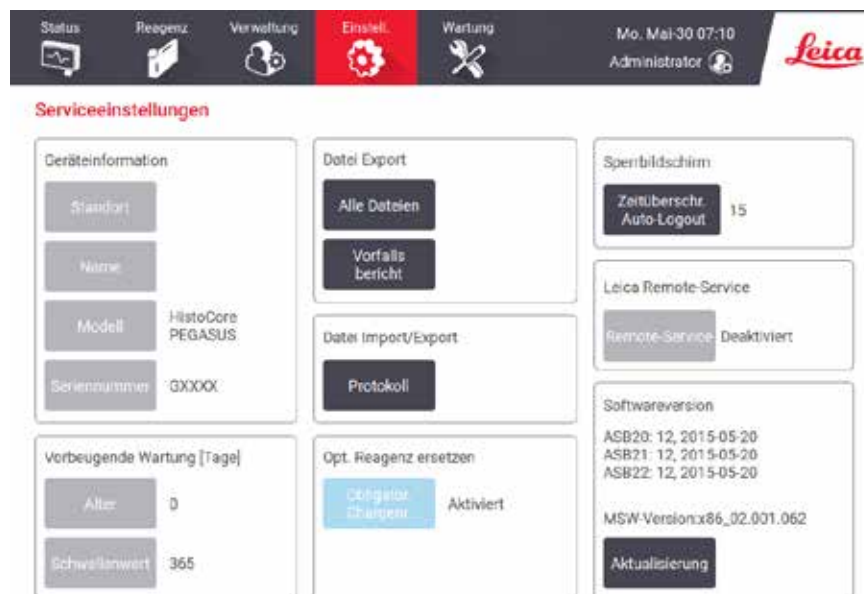 Status
Reagenz
Verwaltung
Einstell.
Wartung
Mo. Mai-30 07:10
Administrator
Leica
Serviceeinstellungen
Geräteinformation
Standort
Name
Modell
HistoCore
PEGASUS
Seriennummer
GXXXX
Vorbeugende Wartung [Tage]
Alter
0
Schwellenwert
365
Datei Export
Alle Dateien
Vorfalls
bericht
Datei Import/Export
Protokoll
Opt. Reagenz ersetzen
Obligator.
Chargennr
Aktiviert
Sperrbildschirm
Zeitüberschr.
Auto-Logout
15
Leica Remote-Service
Remote-Service
Deaktiviert
Softwareversion
ASB20: 12, 2015-05-20
ASB21: 12, 2015-05-20
ASB22: 12, 2015-05-20
MSW-Version:x86_02.001.062
Aktualisierung